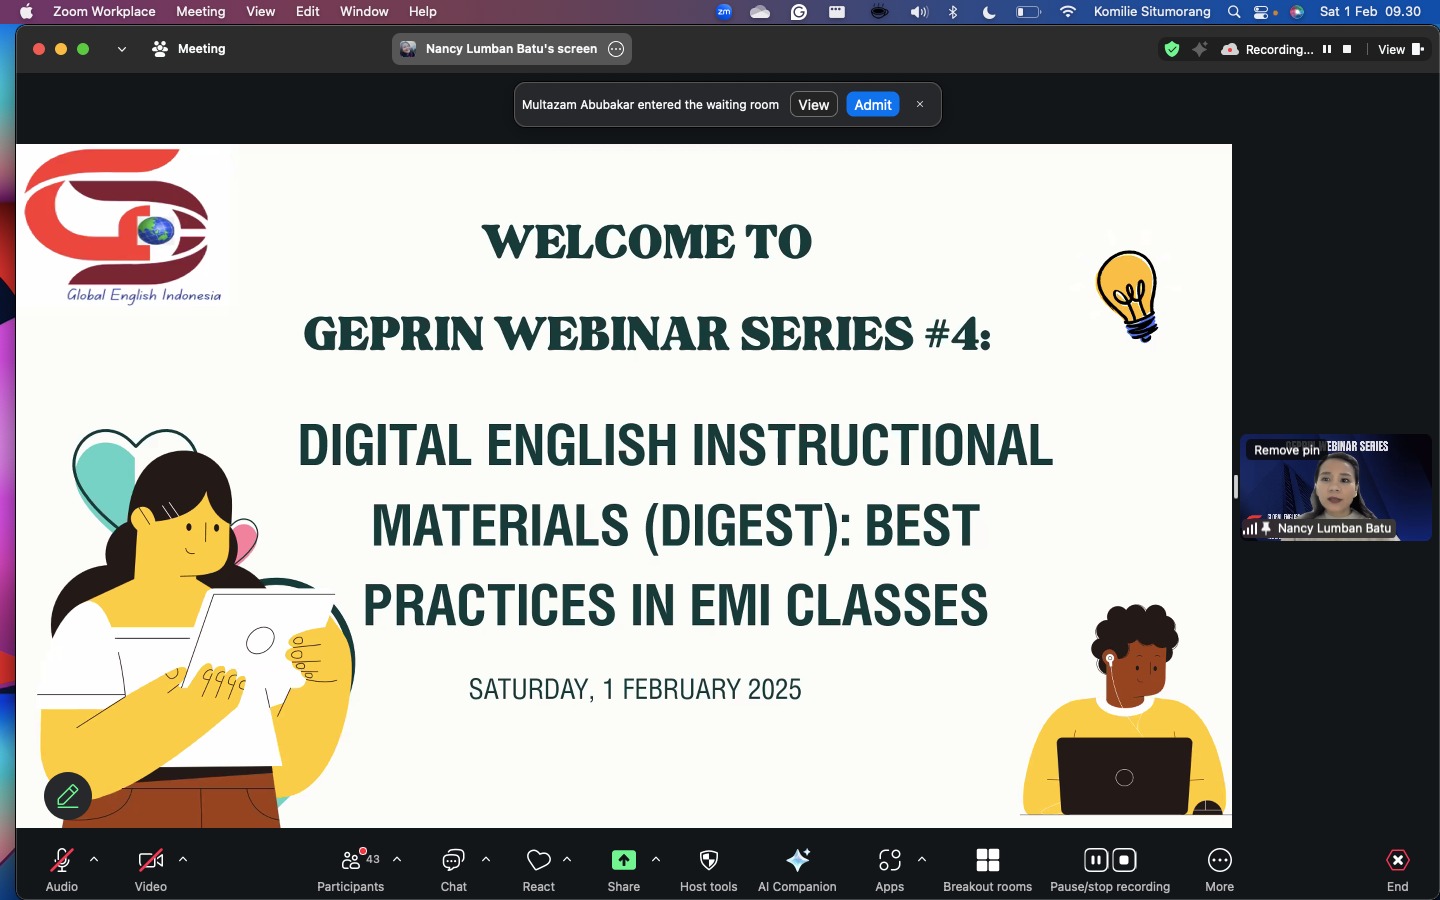 Zoom Workplace Meeting View Edit Window Help zm Komilie Situmorang Sat 1 Feb 09.30
Meeting Nancy Lumban Batu's screen Recording... View
Multazam Abubakar entered the waiting room View Admit
Global English Indonesia
WELCOME TO
GEPRIN WEBINAR SERIES #4:
DIGITAL ENGLISH INSTRUCTIONAL
MATERIALS (DIGEST): BEST
PRACTICES IN EMI CLASSES
SATURDAY, 1 FEBRUARY 2025
Remove pin
WEBINAR SERIES
Nancy Lumban Batu
43
Audio Video Participants Chat React Share Host tools AI Companion Apps Breakout rooms Pause/stop recording More End